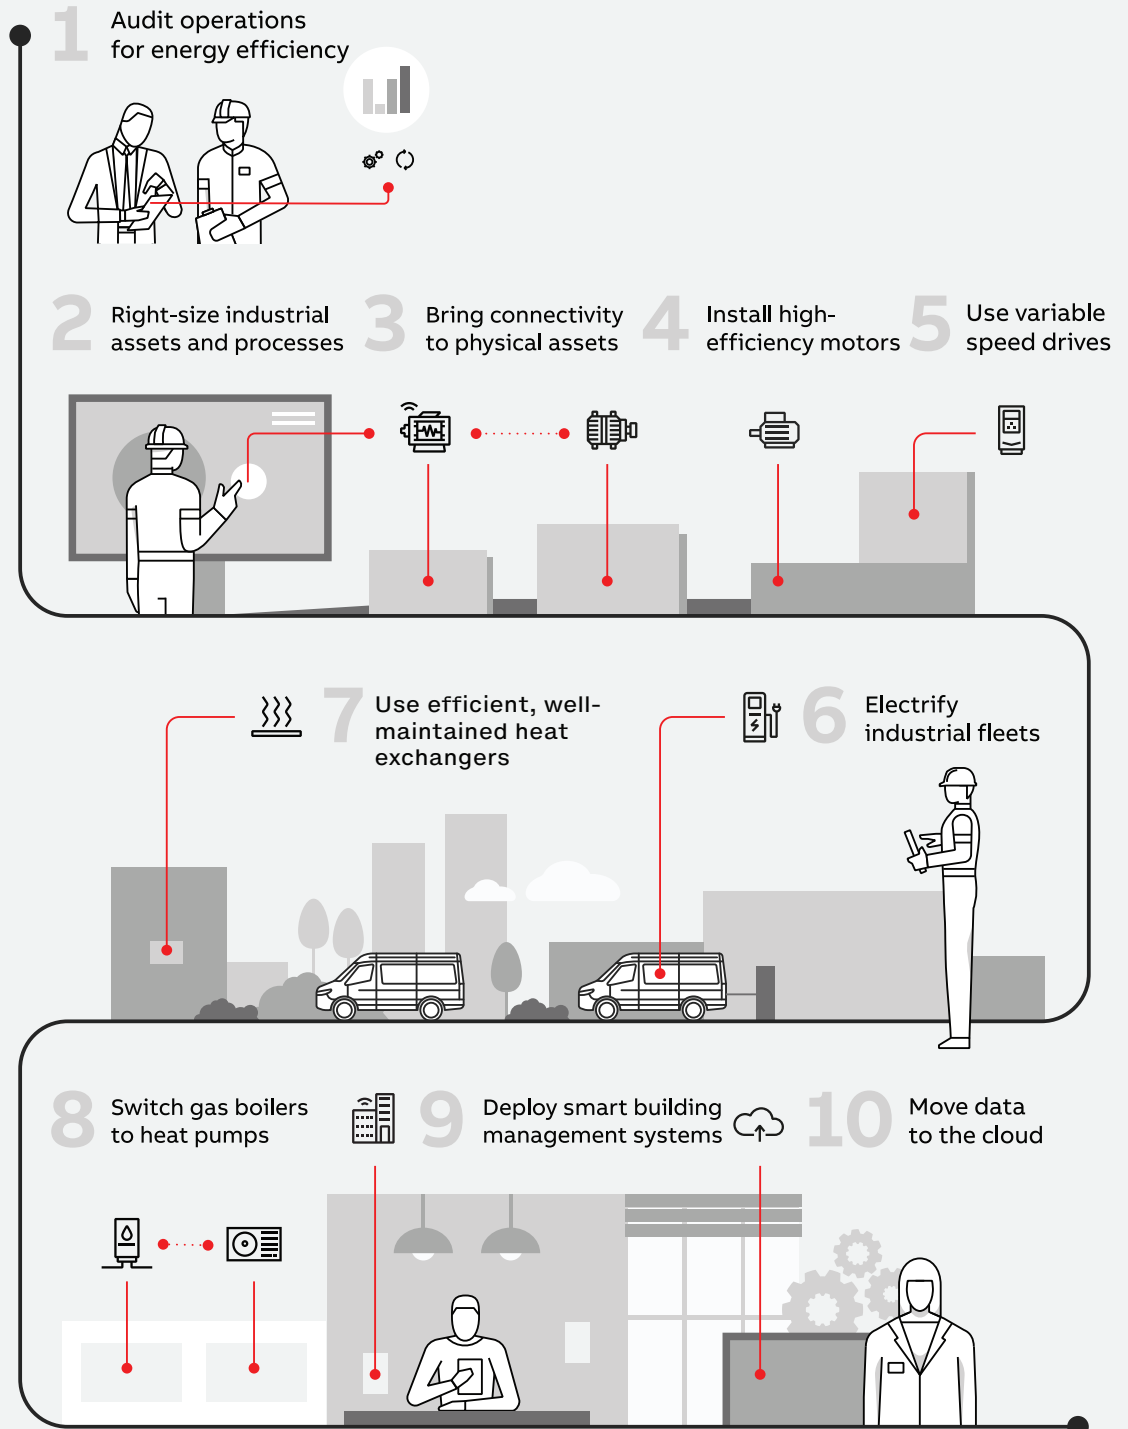 1 Audit operations
for energy efficiency
2 Right-size industrial
assets and processes
3 Bring connectivity
to physical assets
4 Install high-
efficiency motors
5 Use variable
speed drives
6 Electrify
industrial fleets
7 Use efficient, well-
maintained heat
exchangers
8 Switch gas boilers
to heat pumps
9 Deploy smart building
management systems
10 Move data
to the cloud